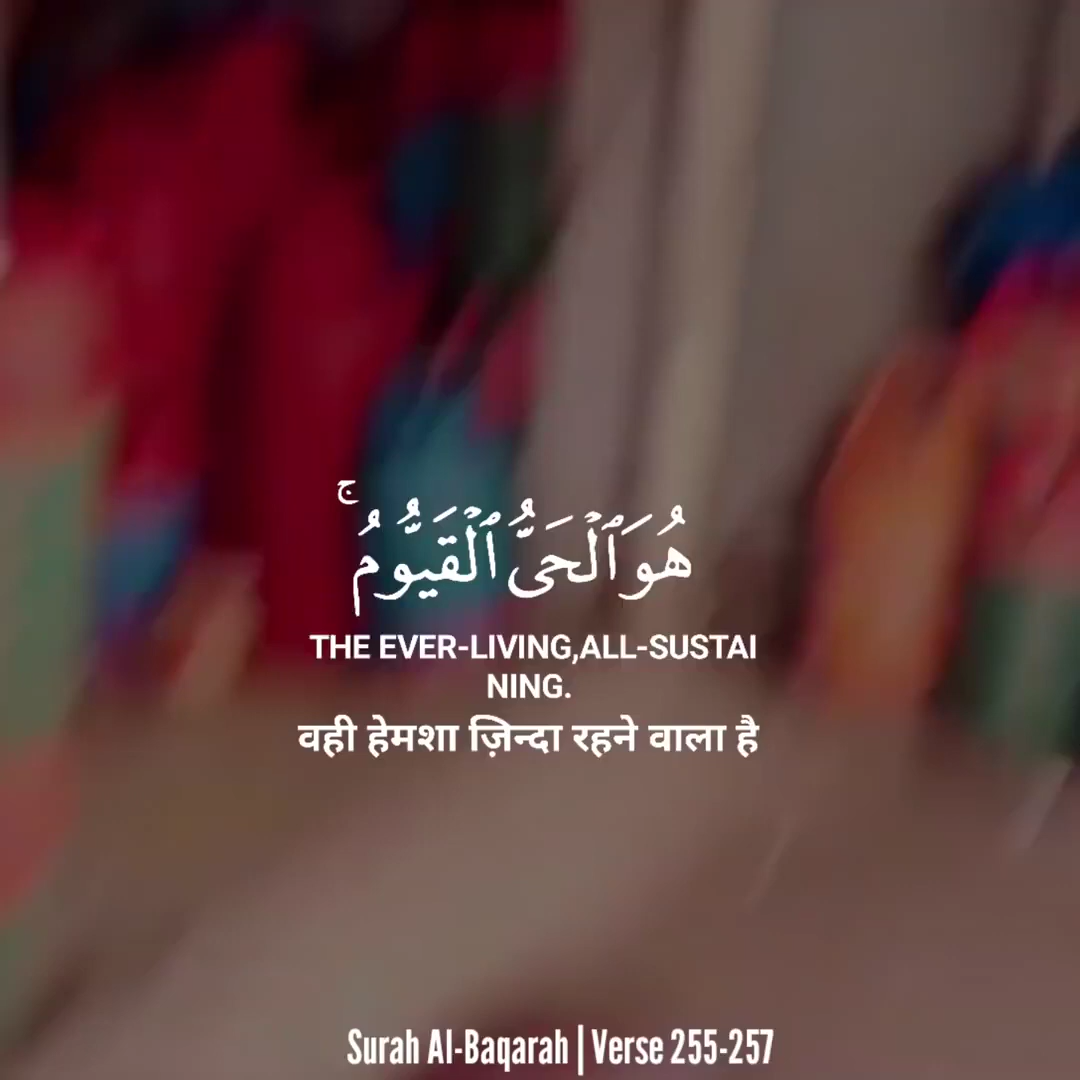 هُوَ ٱلْحَىُّ ٱلْقَيُّومُ ۚ
THE EVER-LIVING,ALL-SUSTAI
NING.
वही हेमशा ज़िन्दा रहने वाला है
Surah Al-Baqarah | Verse 255-257